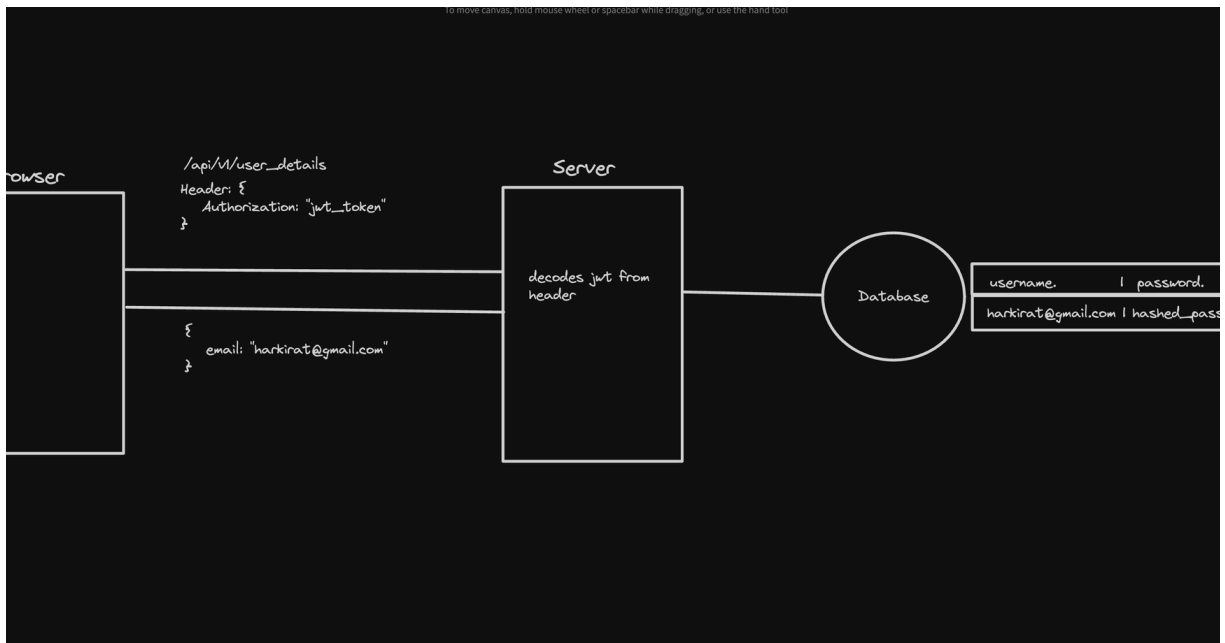 To move canvas, hold mouse wheel or spacebar while dragging, or use the hand tool
rowser
/api/v1/user_details
Header: {
Authorization: "jwt_token"
}
{
email: "harkirat@gmail.com"
}
Server
decodes jwt from
header
Database
username. | password.
harkirat@gmail.com | hashed_pass